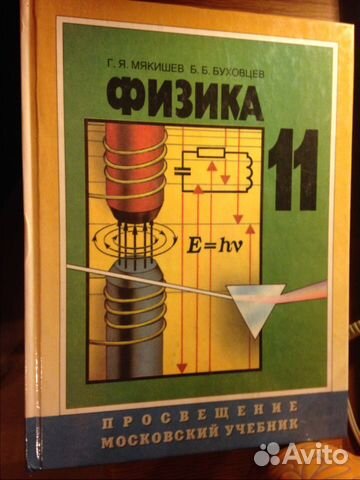 Г. Я. МЯКИШЕВ Б. Б. БУХОВЦЕВ
ФИЗИКА
11
E=hν
ПРОСВЕЩЕНИЕ
МОСКОВСКИЙ УЧЕБНИК
Avito